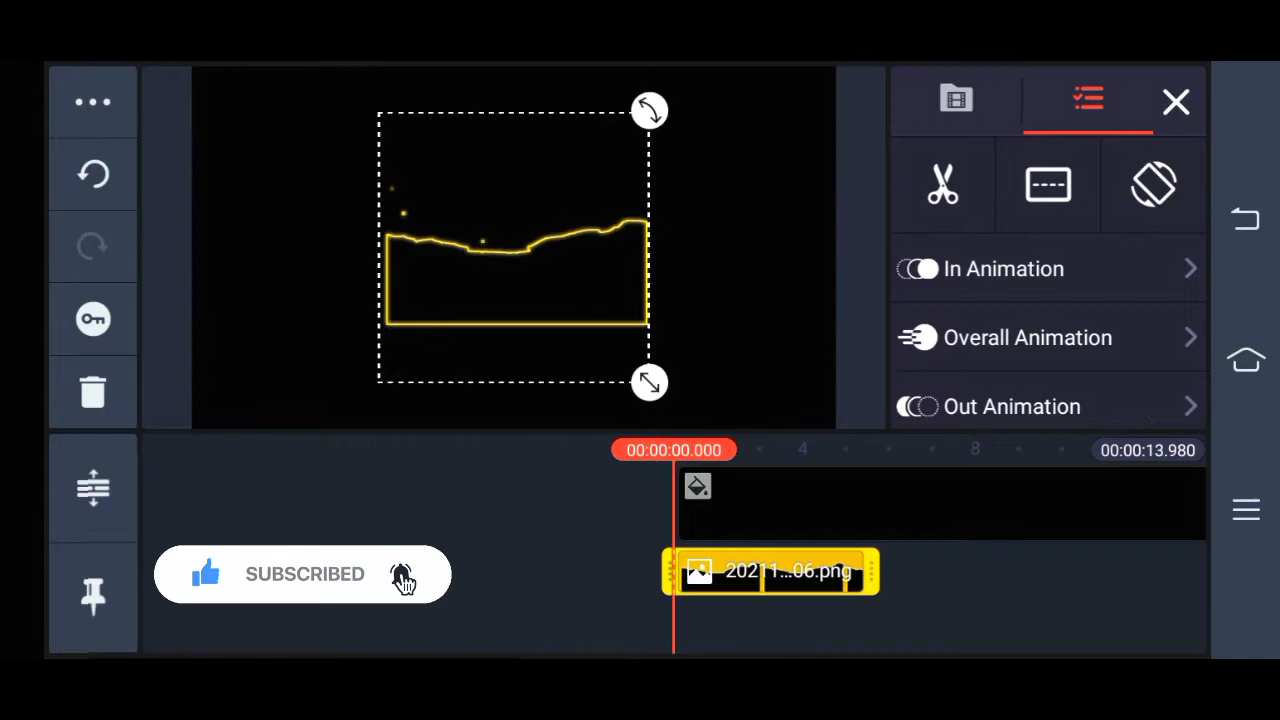 In Animation
Overall Animation
Out Animation
00:00:00.000
4
8
00:00:13.980
SUBSCRIBED
20211...06.png